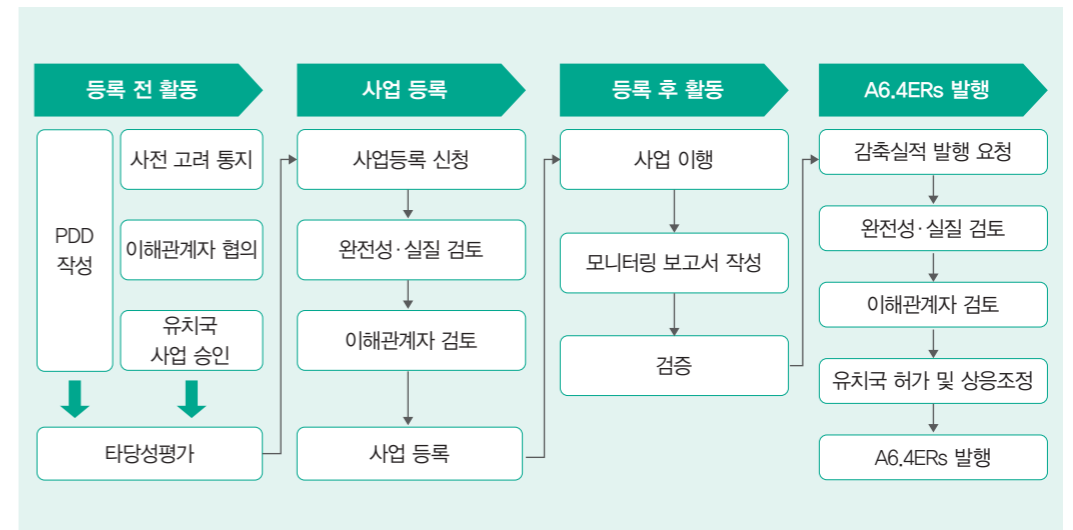 등록 전 활동
사업 등록
등록 후 활동
A6.4ERs 발행
PDD
작성
사전 고려 통지
이해관계자 협의
유치국
사업 승인
타당성평가
사업등록 신청
완전성·실질 검토
이해관계자 검토
사업 등록
사업 이행
모니터링 보고서 작성
검증
감축실적 발행 요청
완전성·실질 검토
이해관계자 검토
유치국 허가 및 상응조정
A6.4ERs 발행